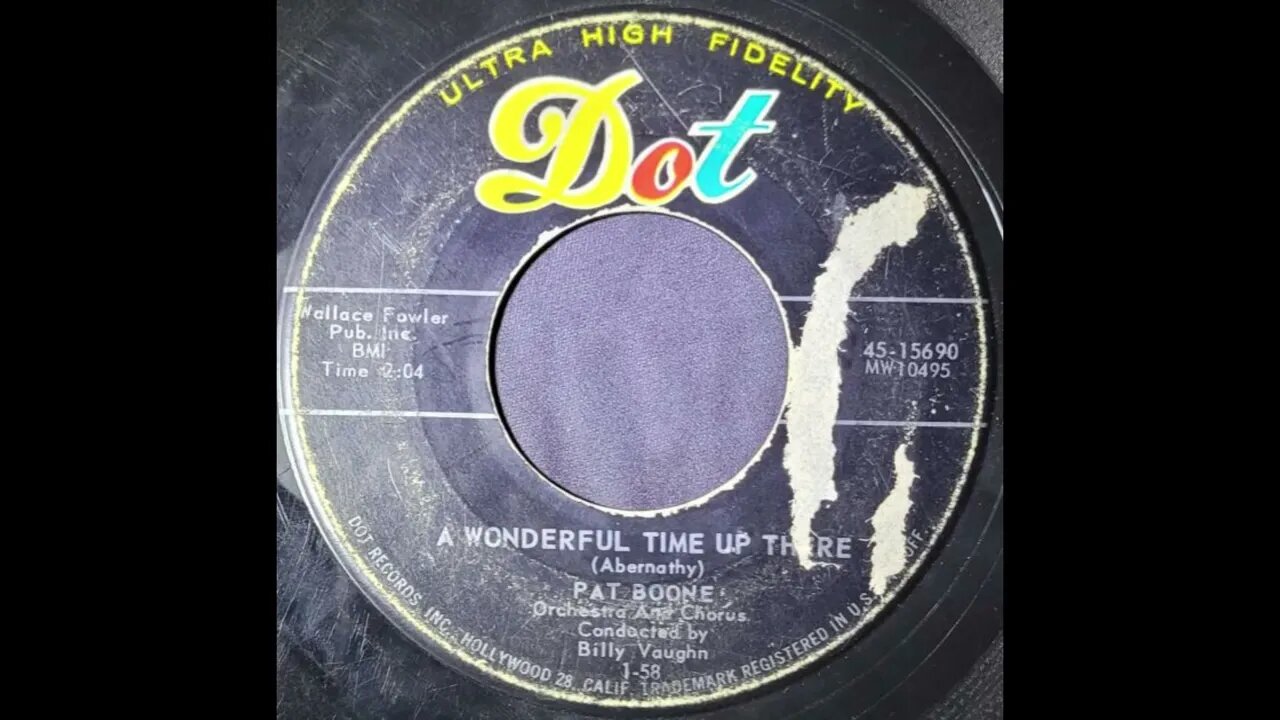 ULTRA HIGH FIDELITY
Dot
Wallace Fowler
Pub. Inc.
BMI
Time 2:04
45-15690
MW10495
A WONDERFUL TIME UP THERE
(Abernathy)
PAT BOONE
Orchestra And Chorus
Conducted by
Billy Vaughn
1-58
DOT RECORDS, INC., HOLLYWOOD 28, CALIF. TRADEMARK REGISTERED IN U.S. OFF.